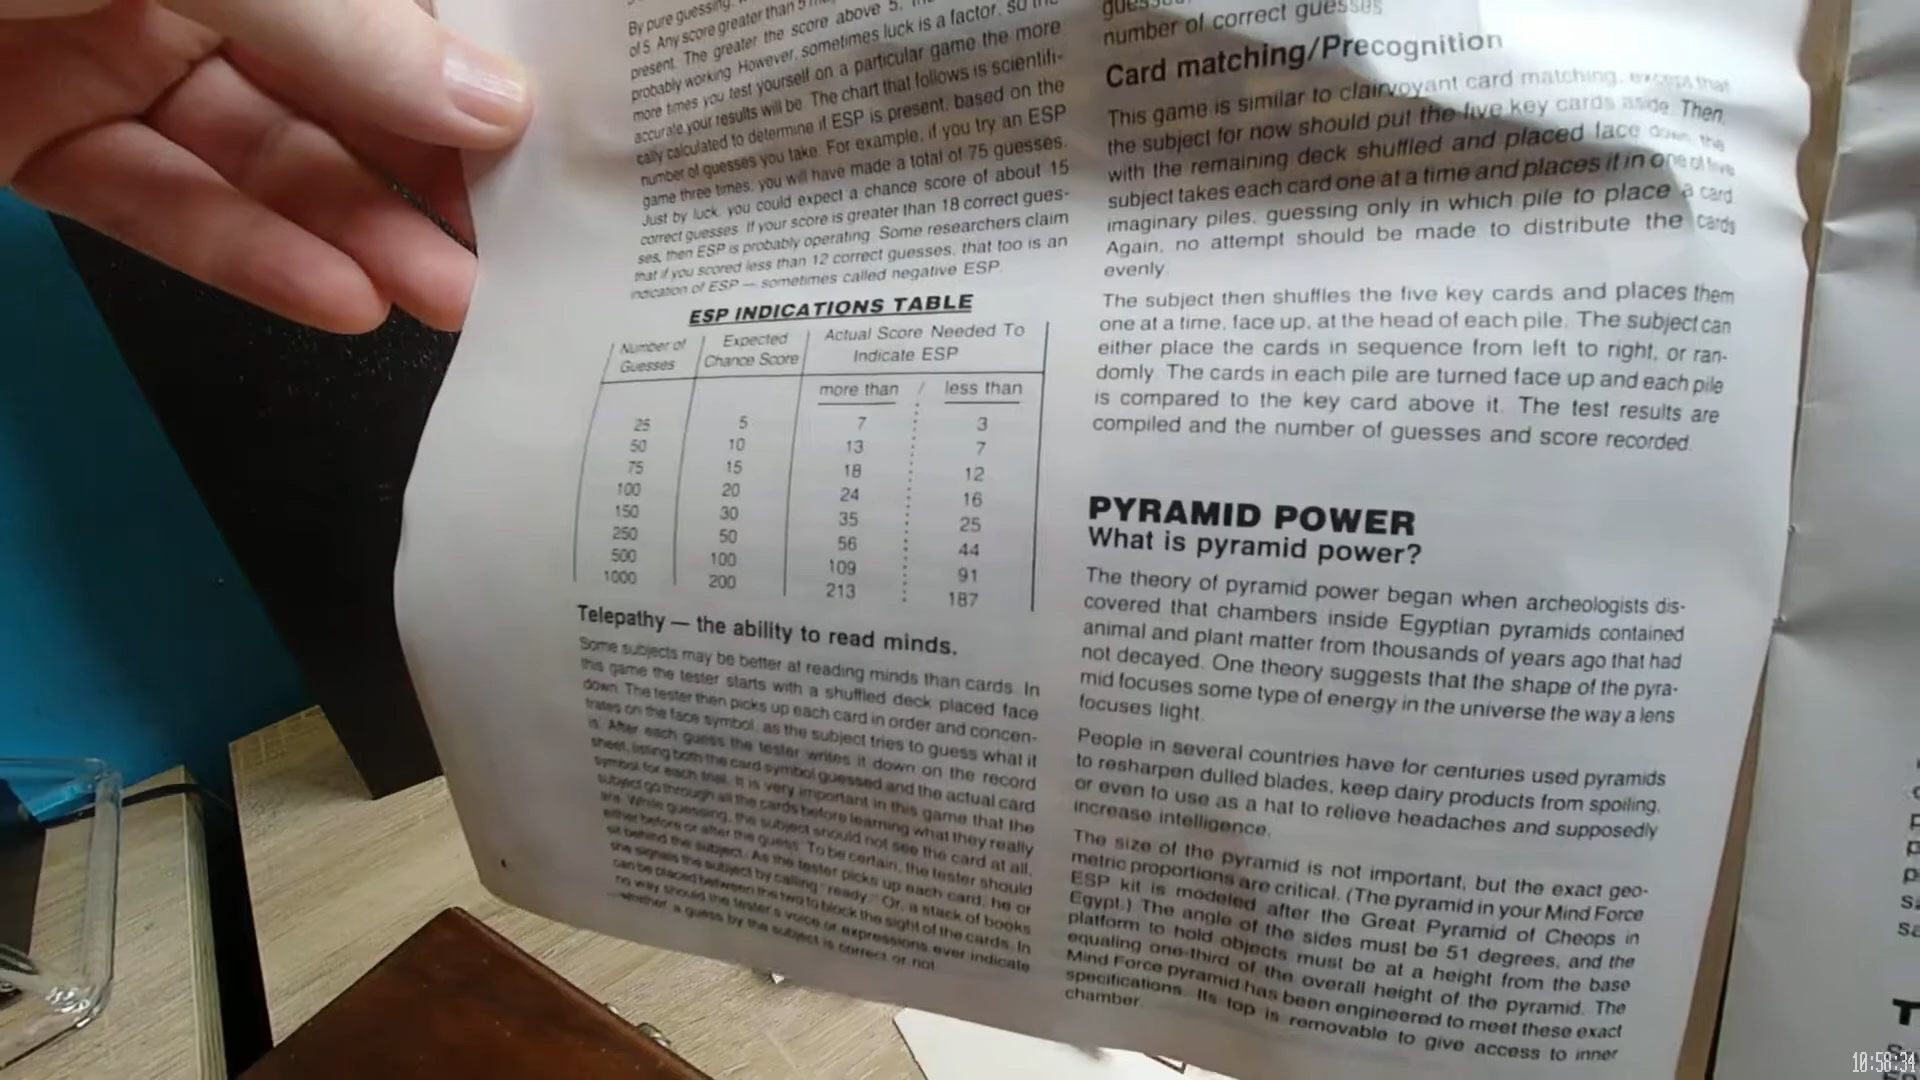 By pure guessing,
of 5. Any score greater than 5
present. The greater the score above 5,
probably working. However, sometimes luck is a factor, so the
more times you test yourself on a particular game the more
accurate your results will be. The chart that follows is scientifi-
cally calculated to determine if ESP is present, based on the
number of guesses you take. For example, if you try an ESP
game three times, you will have made a total of 75 guesses.
Just by luck, you could expect a chance score of about 15
correct guesses. If your score is greater than 18 correct gues-
ses, then ESP is probably operating. Some researchers claim
that if you scored less than 12 correct guesses, that too is an
indication of ESP — sometimes called negative ESP.
ESP INDICATIONS TABLE
Number of Guesses Expected Chance Score Actual Score Needed To Indicate ESP
more than / less than
25 5 7 3
50 10 13 7
75 15 18 12
100 20 24 16
150 30 35 25
250 50 56 44
500 100 109 91
1000 200 213 187
Telepathy — the ability to read minds.
Some subjects may be better at reading minds than cards. In
this game the tester starts with a shuffled deck placed face
down. The tester then picks up each card in order and concen-
trates on the face symbol, as the subject tries to guess what it
is. After each guess the tester writes it down on the record
sheet, listing both the card symbol guessed and the actual card
symbol for each trial. It is very important in this game that the
subject go through all the cards before learning what they really
are. While guessing, the subject should not see the card at all,
either before or after the guess. To be certain, the tester should
sit behind the subject. As the tester picks up each card, he or
she signals the subject by calling "ready." Or, a stack of books
can be placed between the two to block the sight of the cards. In
no way should the tester's voice or expressions ever indicate
whether a guess by the subject is correct or not.
number of correct guesses
Card matching/Precognition
This game is similar to clairvoyant card matching, except that
the subject for now should put the five key cards aside. Then,
with the remaining deck shuffled and placed face down, the
subject takes each card one at a time and places it in one of five
imaginary piles, guessing only in which pile to place a card.
Again, no attempt should be made to distribute the cards
evenly.
The subject then shuffles the five key cards and places them
one at a time, face up, at the head of each pile. The subject can
either place the cards in sequence from left to right, or ran-
domly. The cards in each pile are turned face up and each pile
is compared to the key card above it. The test results are
compiled and the number of guesses and score recorded.
PYRAMID POWER
What is pyramid power?
The theory of pyramid power began when archeologists dis-
covered that chambers inside Egyptian pyramids contained
animal and plant matter from thousands of years ago that had
not decayed. One theory suggests that the shape of the pyra-
mid focuses some type of energy in the universe the way a lens
focuses light.
People in several countries have for centuries used pyramids
to resharpen dulled blades, keep dairy products from spoiling,
or even to use as a hat to relieve headaches and supposedly
increase intelligence.
The size of the pyramid is not important, but the exact geo-
metric proportions are critical. (The pyramid in your Mind Force
ESP kit is modeled after the Great Pyramid of Cheops in
Egypt.) The angle of the sides must be 51 degrees, and the
platform to hold objects must be at a height from the base
equaling one-third of the overall height of the pyramid. The
Mind Force pyramid has been engineered to meet these exact
specifications. Its top is removable to give access to inner
chamber.
10:58:34